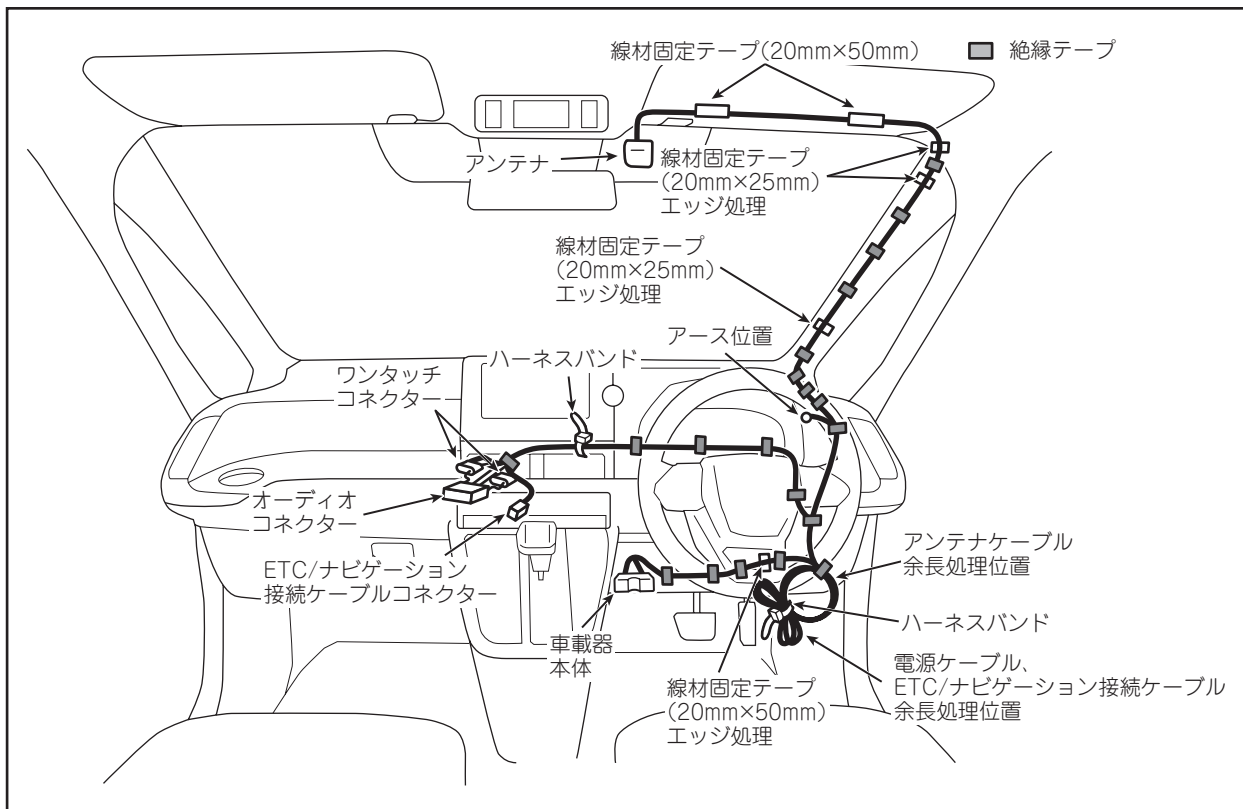 線材固定テープ(20mm×50mm)
絶縁テープ
アンテナ
線材固定テープ
(20mm×25mm)
エッジ処理
線材固定テープ
(20mm×25mm)
エッジ処理
アース位置
ハーネスバンド
ワンタッチ
コネクター
オーディオ
コネクター
ETC/ナビゲーション
接続ケーブルコネクター
車載器
本体
線材固定テープ
(20mm×50mm)
エッジ処理
アンテナケーブル
余長処理位置
ハーネスバンド
電源ケーブル、
ETC/ナビゲーション接続ケーブル
余長処理位置